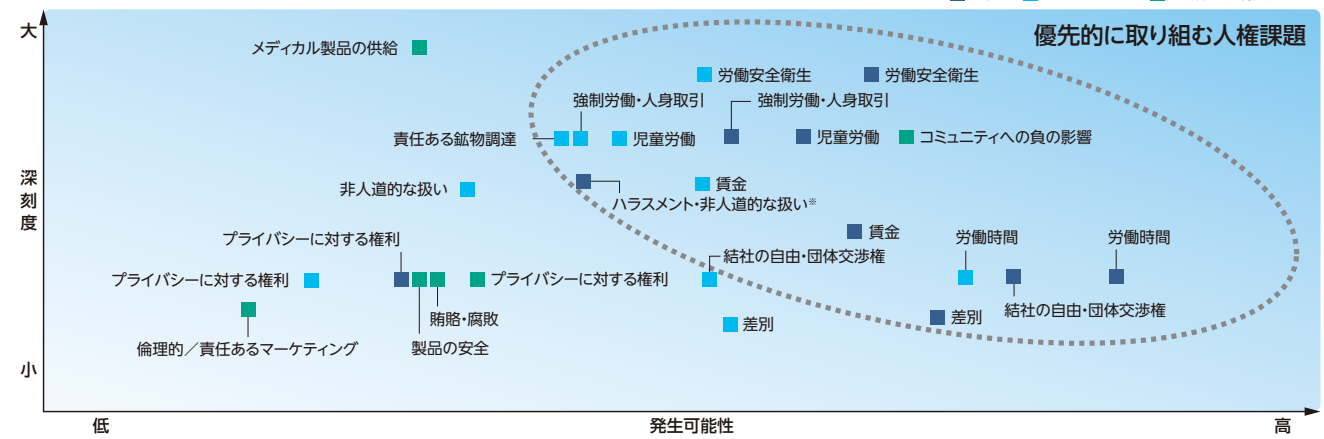 大
優先的に取り組む人権課題
メディカル製品の供給
労働安全衛生
労働安全衛生
強制労働・人身取引
強制労働・人身取引
責任ある鉱物調達
児童労働
児童労働
コミュニティへの負の影響
深刻度
非人道的な扱い
賃金
ハラスメント・非人道的な扱い※
賃金
プライバシーに対する権利
労働時間
労働時間
結社の自由・団体交渉権
プライバシーに対する権利
プライバシーに対する権利
結社の自由・団体交渉権
賄賂・腐敗
差別
差別
倫理的／責任あるマーケティング
製品の安全
小
低
発生可能性
高